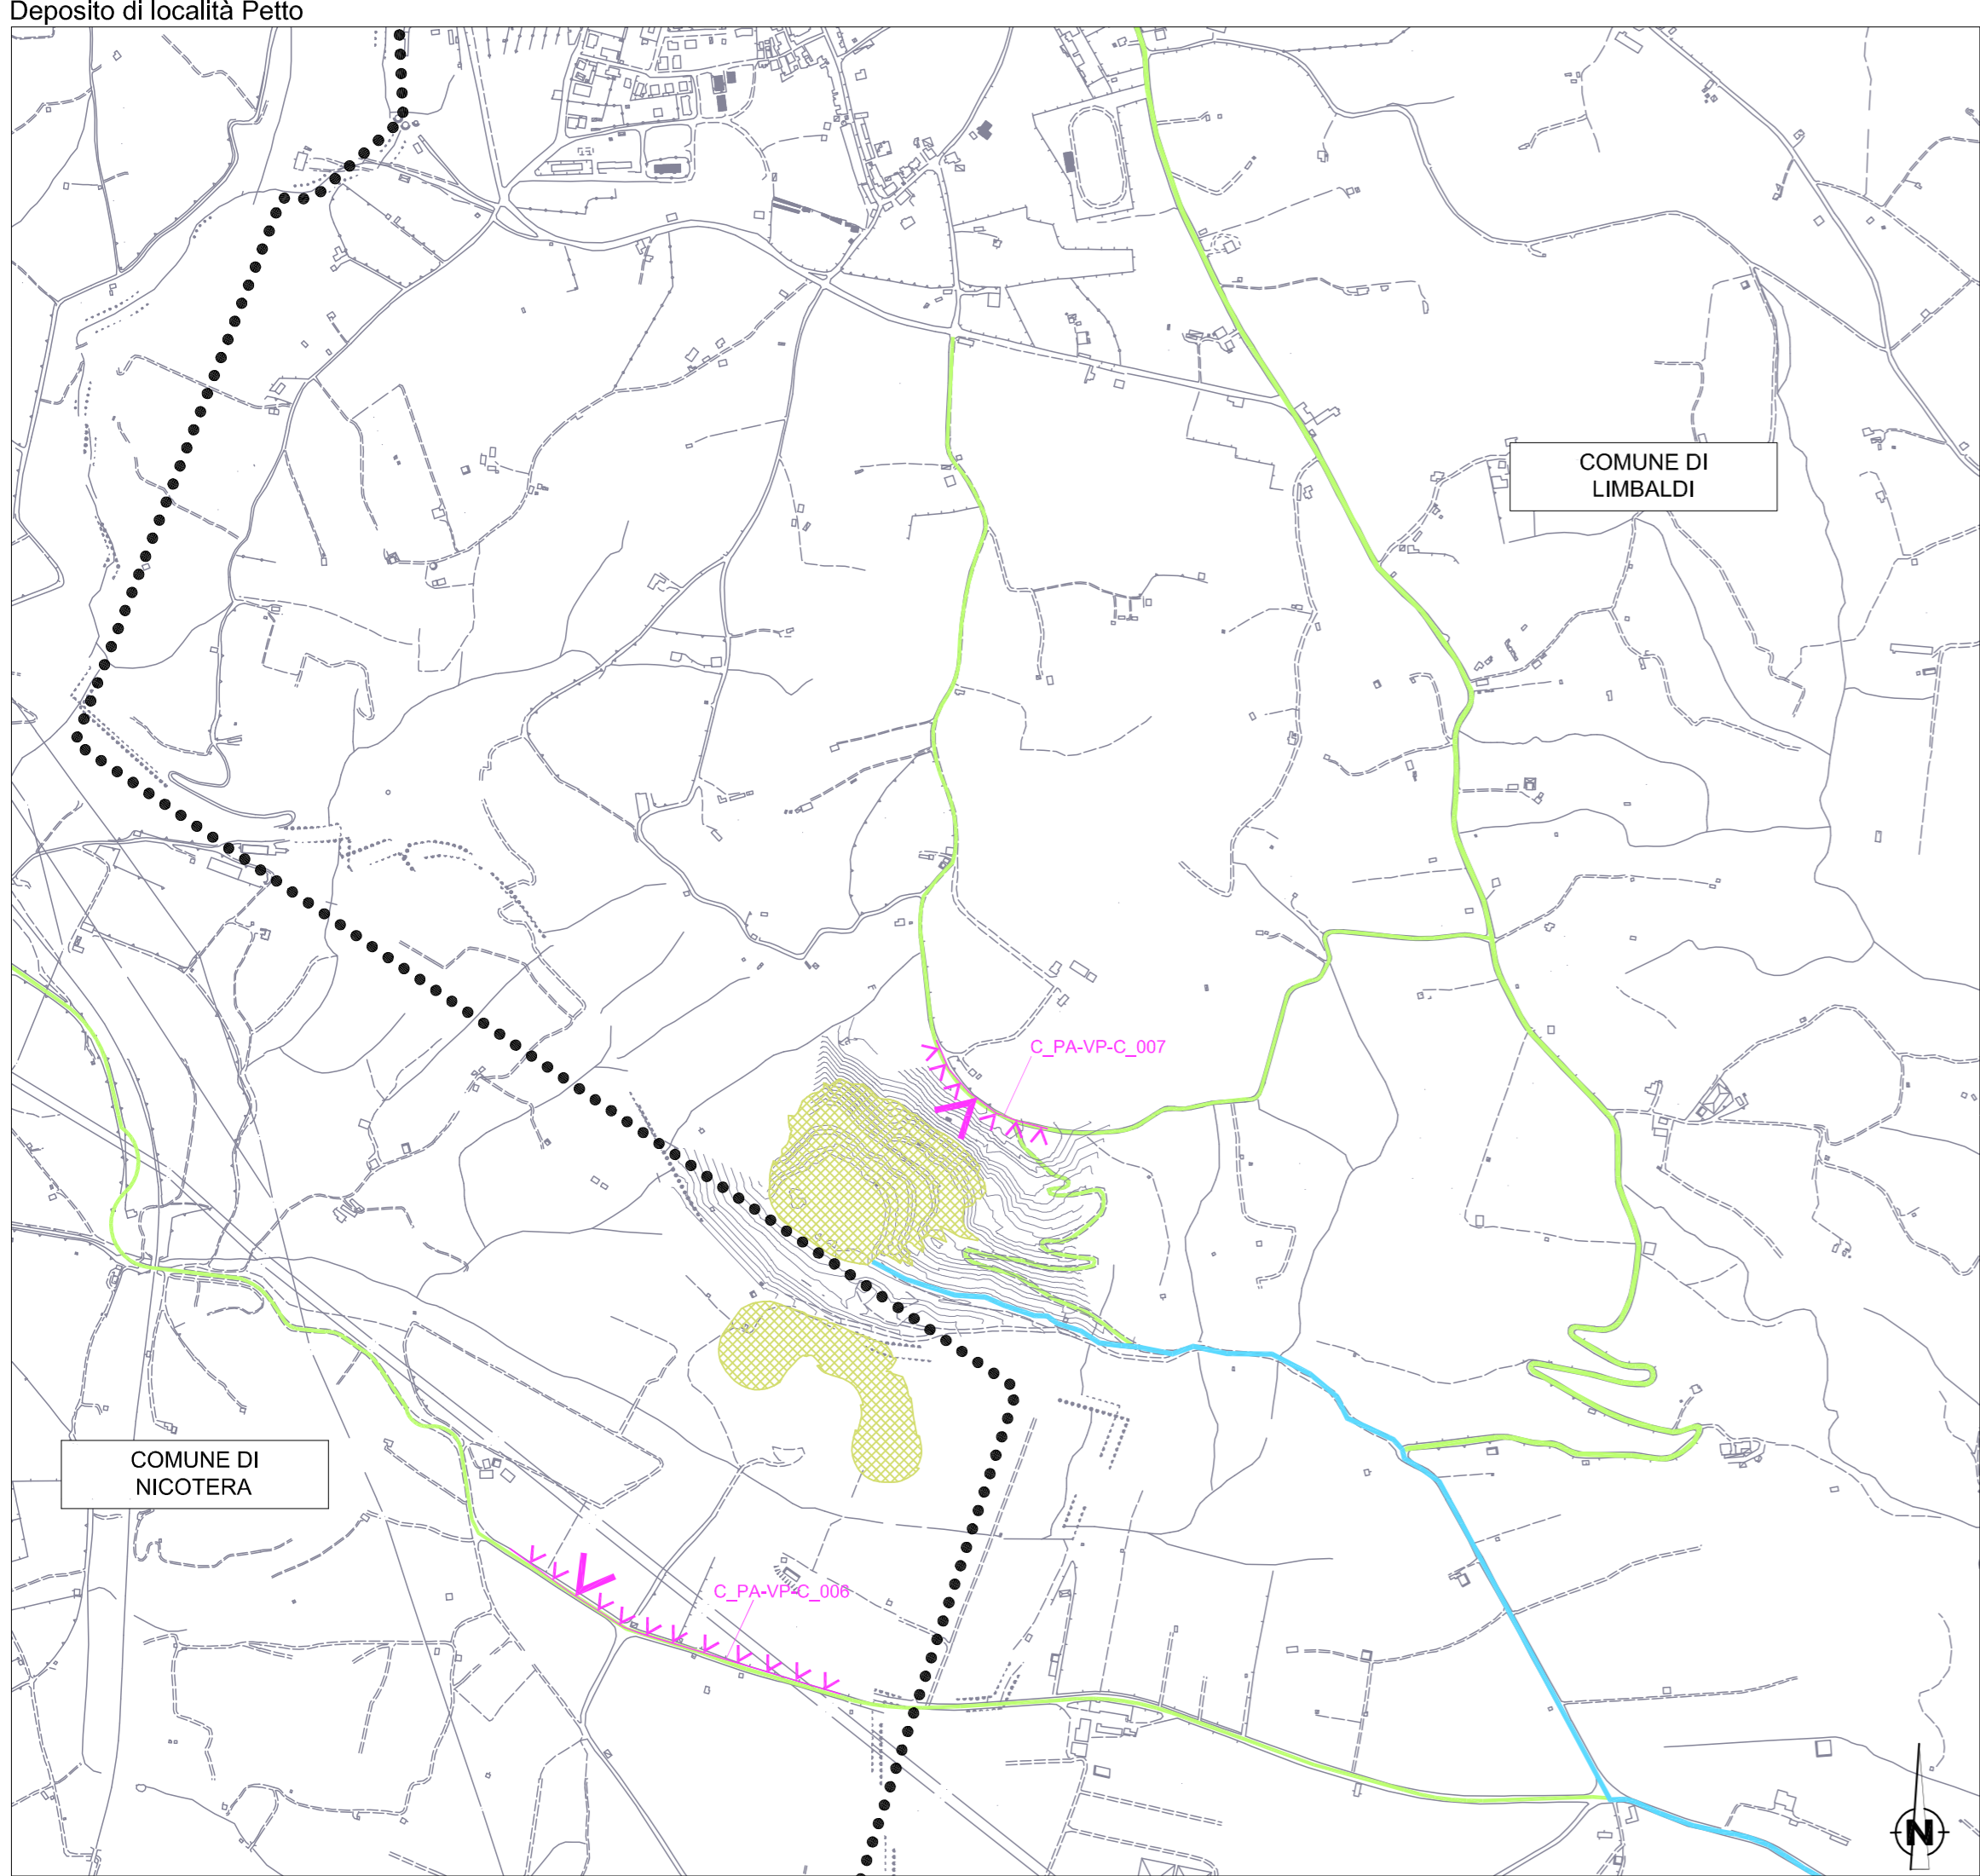 Deposito di località Petto
COMUNE DI
LIMBALDI
C_PA-VP-C_007
COMUNE DI
NICOTERA
C_PA-VP-C_006
N